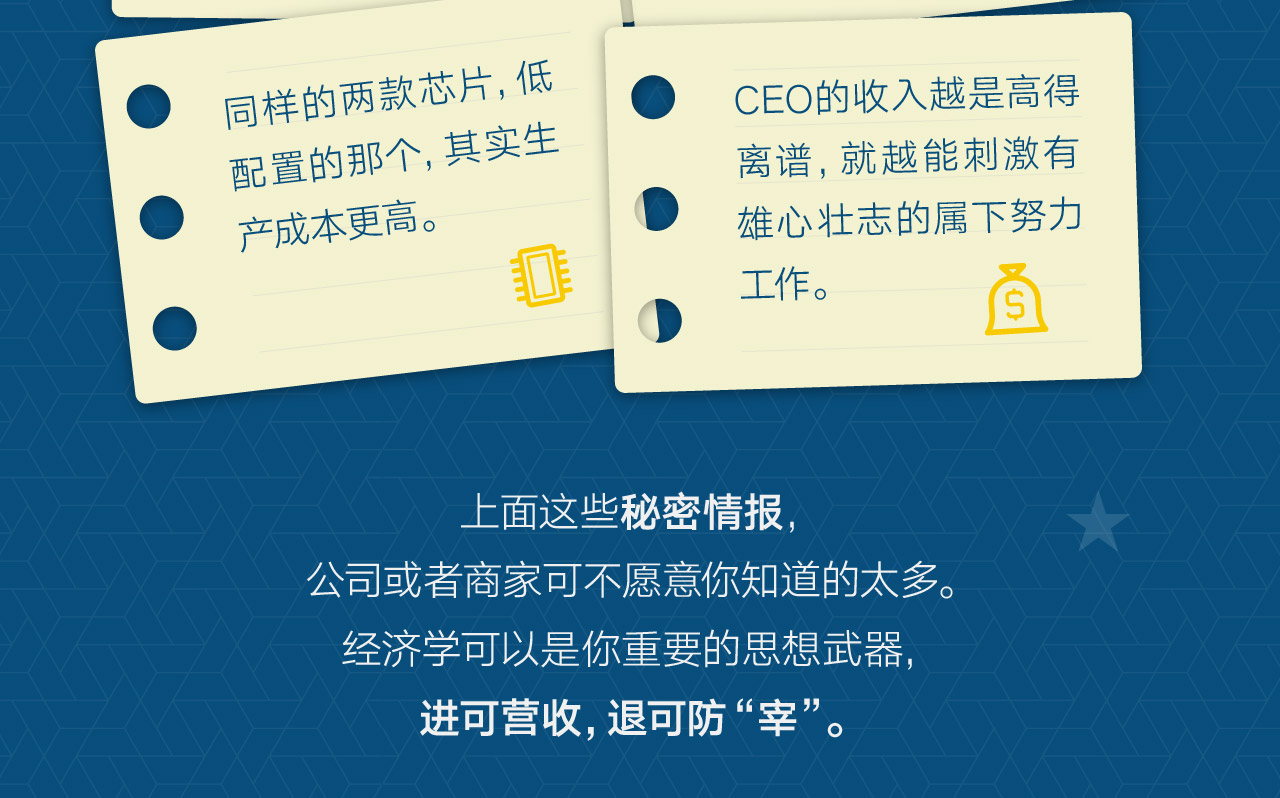 同样的两款芯片，低
配置的那个，其实生
产成本更高。
CEO的收入越是高得
离谱，就越能刺激有
雄心壮志的属下努力
工作。
上面这些秘密情报，
公司或者商家可不愿意你知道的太多。
经济学可以是你重要的思想武器，
进可营收，退可防“宰”。